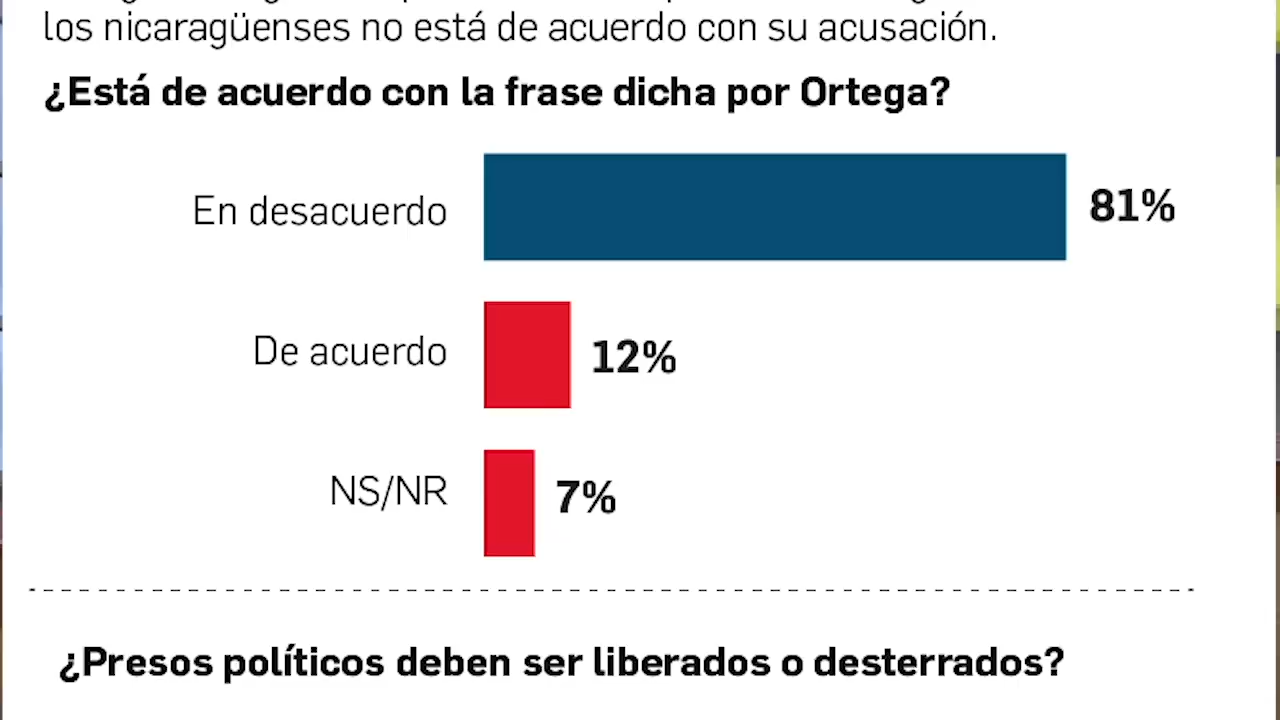 los nicaragüenses no está de acuerdo con su acusación.
¿Está de acuerdo con la frase dicha por Ortega?
En desacuerdo 81%
De acuerdo 12%
NS/NR 7%
¿Presos políticos deben ser liberados o desterrados?